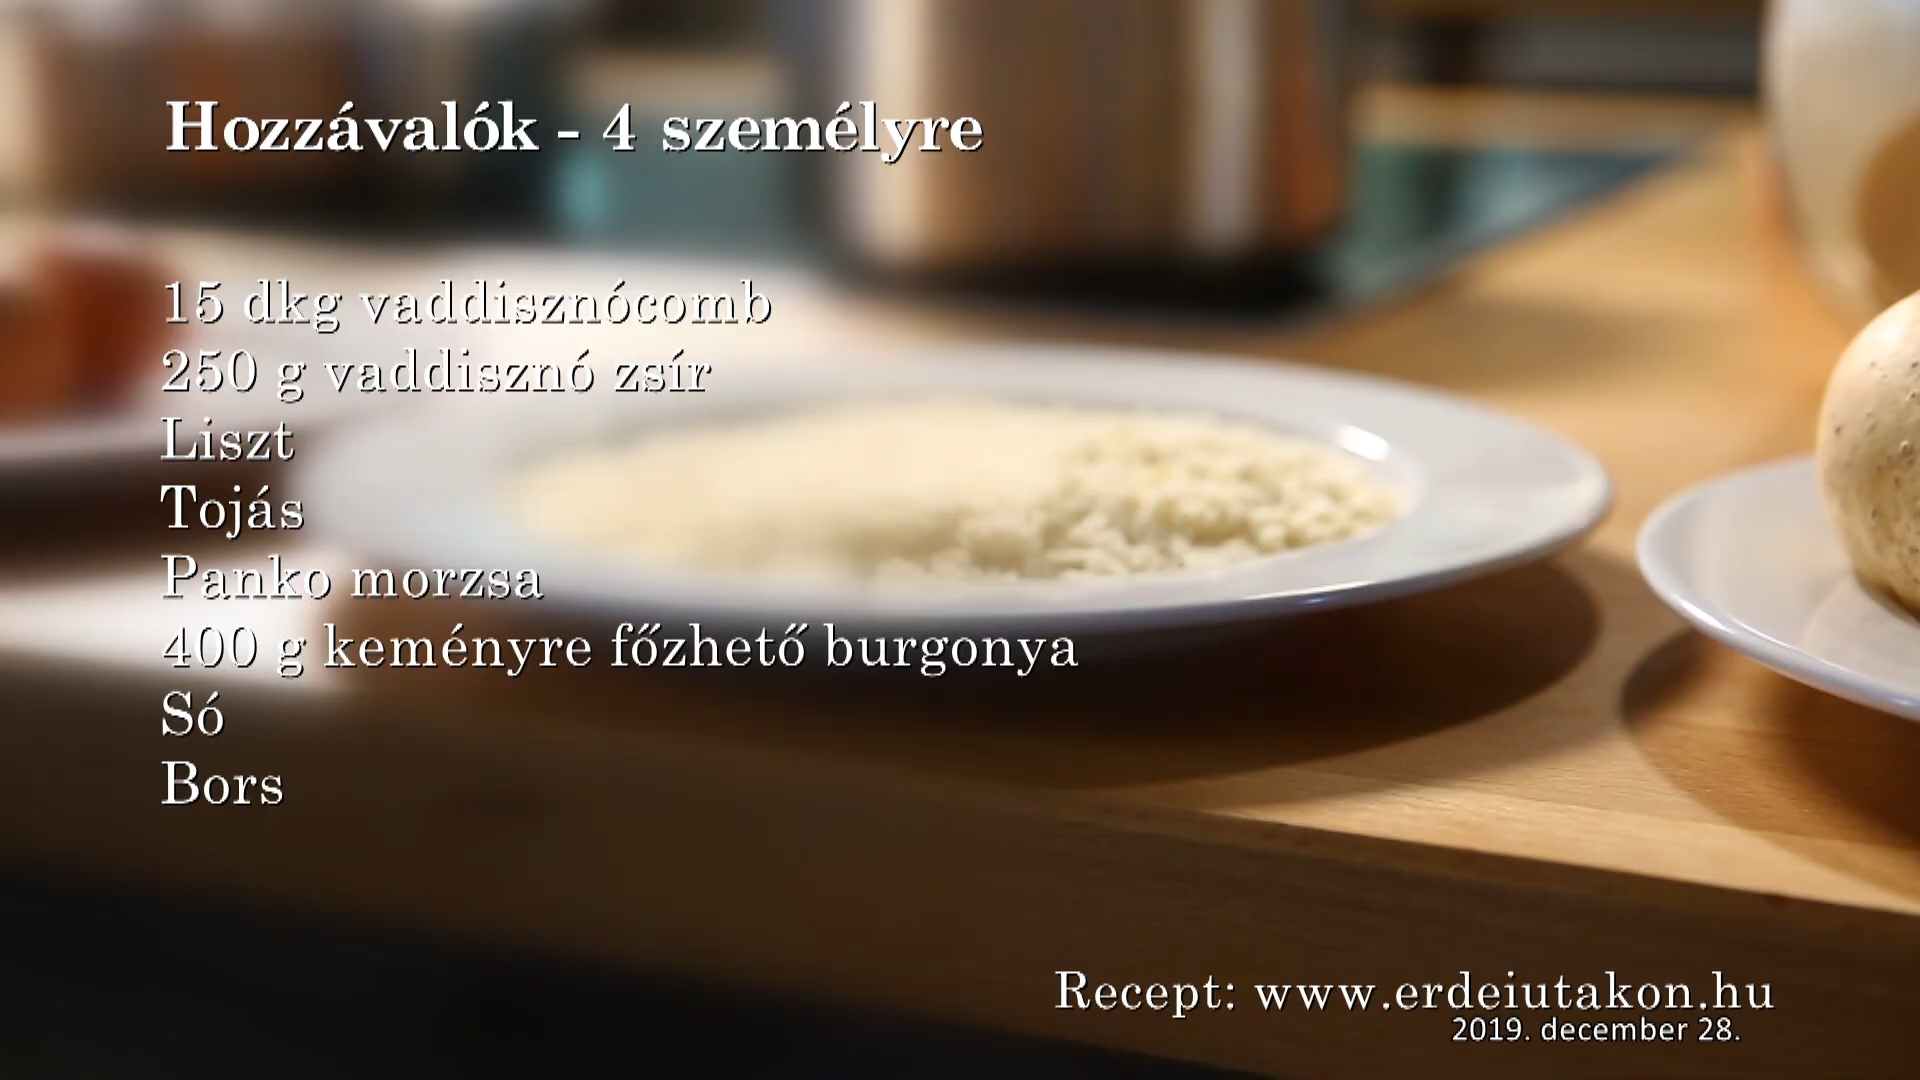 Hozzávalók - 4 személyre
15 dkg vaddisznócomb
250 g vaddisznó zsír
Liszt
Tojás
Panko morzsa
400 g keményre főzhető burgonya
Só
Bors
Recept: www.erdeiutakon.hu
2019. december 28.